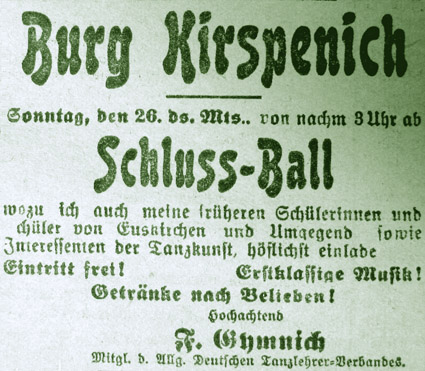 Burg Kirspenich
Sonntag, den 26. ds. Mts.. von nachm 3 Uhr ab
Schluss-Ball
wozu ich auch meine früheren Schülerinnen und
chüler von Euskirchen und Umgegend sowie
Interessenten der Tanzkunst, höflichst einlade
Eintritt frei! Erstklassige Musik!
Getränke nach Belieben!
Hochachtend
F. Gymnich
Mitgl. d. Allg. Deutschen Tanzlehrer-Verbandes.